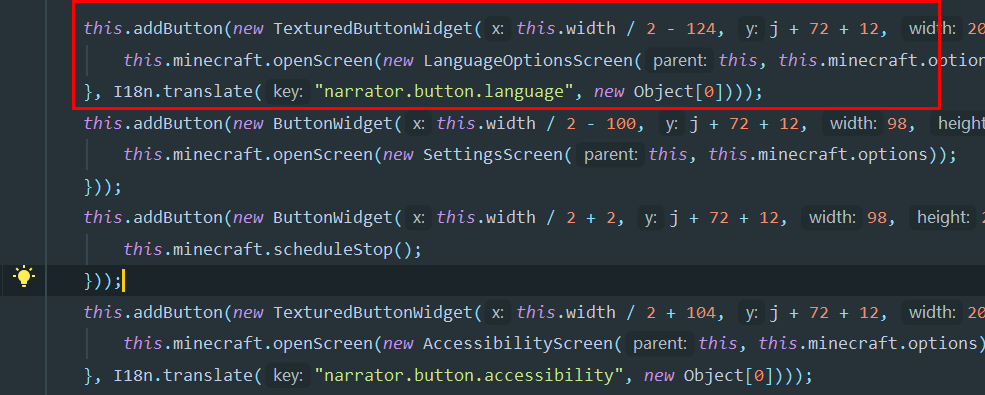 this.addButton(new TexturedButtonWidget( x: this.width / 2 - 124, y: j + 72 + 12, width: 20
this.minecraft.openScreen(new LanguageOptionsScreen( parent: this, this.minecraft.option
}, I18n.translate( key: "narrator.button.language", new Object[0])));
this.addButton(new ButtonWidget( x: this.width / 2 - 100, y: j + 72 + 12, width: 98, height
this.minecraft.openScreen(new SettingsScreen( parent: this, this.minecraft.options));
}));
this.addButton(new ButtonWidget( x: this.width / 2 + 2, y: j + 72 + 12, width: 98, height: 2
this.minecraft.scheduleStop();
}));
this.addButton(new TexturedButtonWidget( x: this.width / 2 + 104, y: j + 72 + 12, width: 20
this.minecraft.openScreen(new AccessibilityScreen( parent: this, this.minecraft.options)
}, I18n.translate( key: "narrator.button.accessibility", new Object[0])));